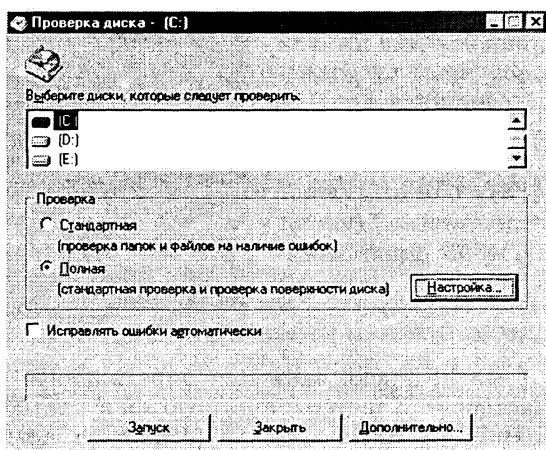 Проверка диска - (C:)
Выберите диски, которые следует проверить:
(C:)
(D:)
(E:)
Проверка
Стандартная
(проверка папок и файлов на наличие ошибок)
Полная
(стандартная проверка и проверка поверхности диска)
Настройка...
Исправлять ошибки автоматически
Запуск
Закрыть
Дополнительно...